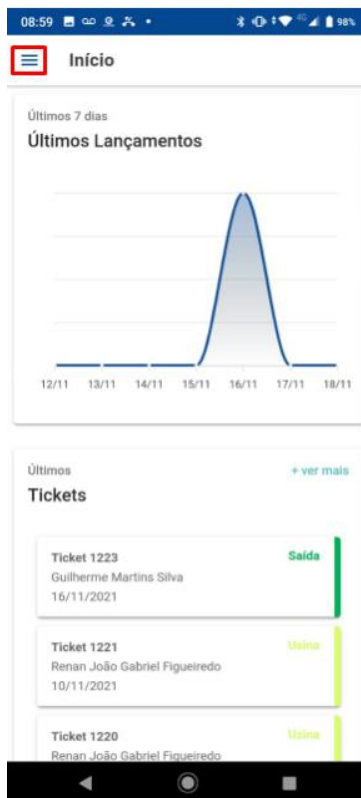 08:59
4G
98%
Início
Últimos 7 dias
Últimos Lançamentos
12/11 13/11 14/11 15/11 16/11 17/11 18/11
Últimos
+ ver mais
Tickets
Ticket 1223
Saída
Guilherme Martins Silva
16/11/2021
Ticket 1221
Usina
Renan João Gabriel Figueiredo
10/11/2021
Ticket 1220
Usina
Renan João Gabriel Figueiredo